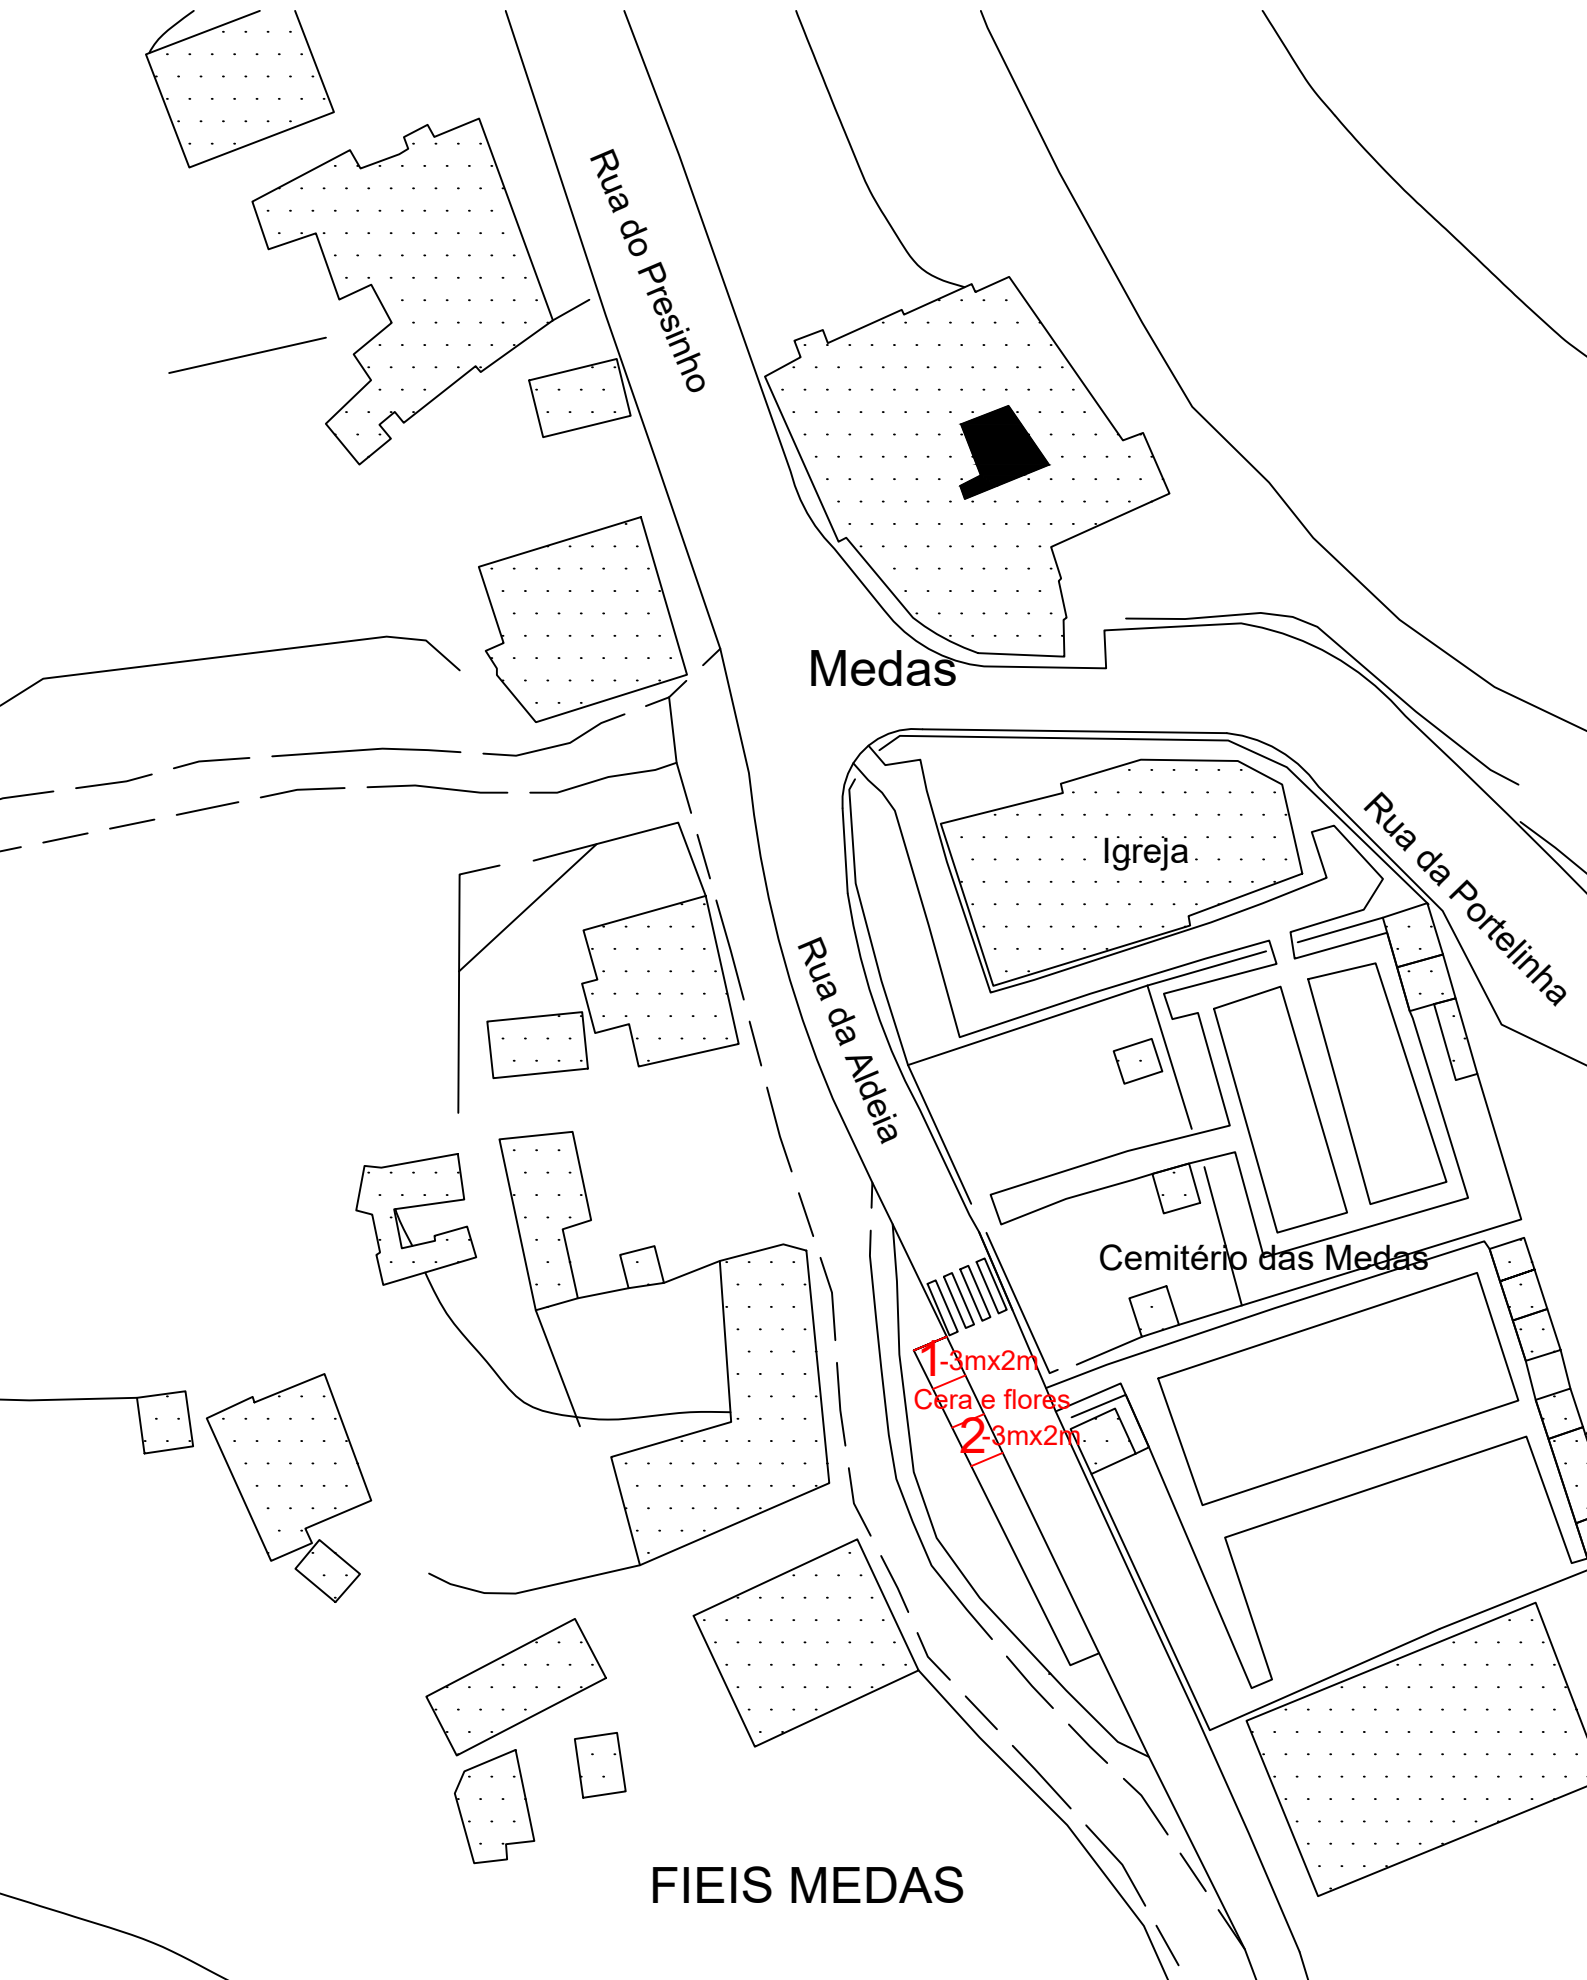 Rua do Presinho
Medas
Igreja
Rua da Portelinha
Rua da Aldeia
Cemitério das Medas
1-3mx2m
Cera e flores
2-3mx2m
FIEIS MEDAS